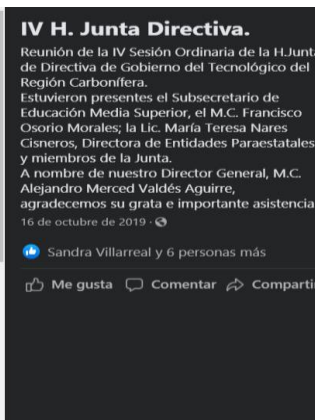 IV H. Junta Directiva.
Reunión de la IV Sesión Ordinaria de la H.Junta
de Directiva de Gobierno del Tecnológico del
Región Carbonífera.
Estuvieron presentes el Subsecretario de
Educación Media Superior, el M.C. Francisco
Osorio Morales; la Lic. María Teresa Nares
Cisneros, Directora de Entidades Paraestatales
y miembros de la Junta.
A nombre de nuestro Director General, M.C.
Alejandro Merced Valdés Aguirre,
agradecemos su grata e importante asistencia
16 de octubre de 2019 ·
Sandra Villarreal y 6 personas más
Me gusta Comentar Comparti